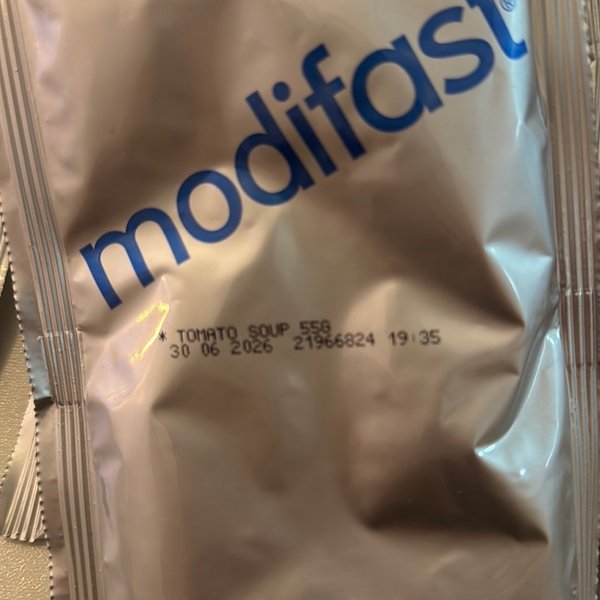 modifast®
* TOMATO SOUP 55G
30 06 2026 21966824 19:35